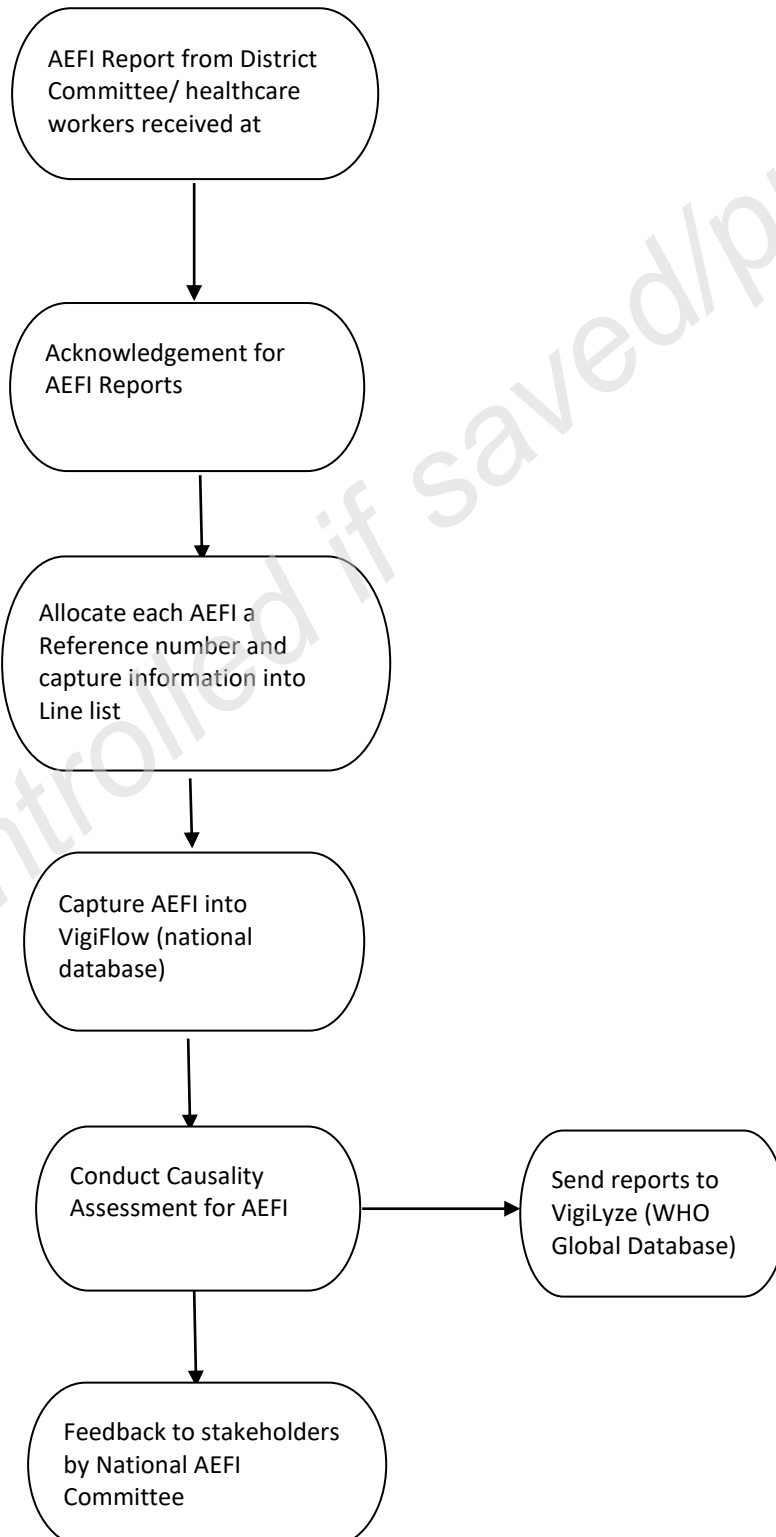 AEFI Report from District
Committee/ healthcare
workers received at
Acknowledgement for
AEFI Reports
Allocate each AEFI a
Reference number and
capture information into
Line list
Capture AEFI into
VigiFlow (national
database)
Conduct Causality
Assessment for AEFI
Send reports to
VigiLyze (WHO
Global Database)
Feedback to stakeholders
by National AEFI
Committee
if saved/